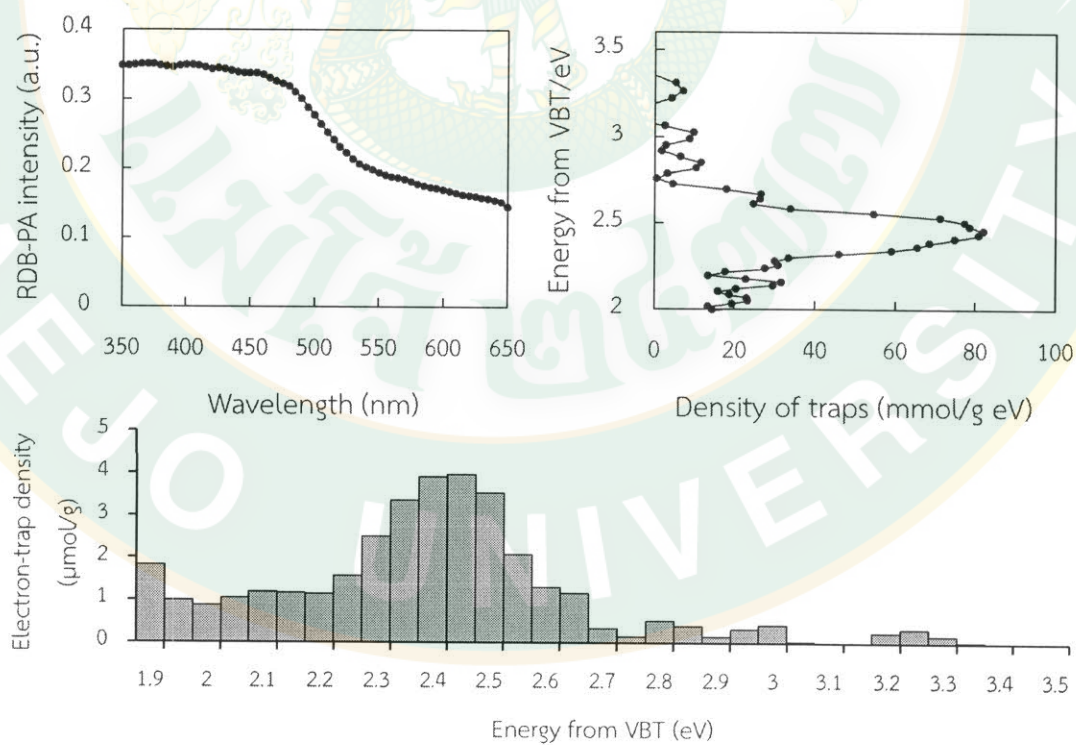 RDB-PA intensity (a.u.)
0.4
0.3
0.2
0.1
0
350 400 450 500 550 600 650
Wavelength (nm)
Energy from VBT/eV
3.5
3
2.5
2
0 20 40 60 80 100
Density of traps (mmol/g eV)
Electron-trap density
(μmol/g)
5
4
3
2
1
0
1.9 2 2.1 2.2 2.3 2.4 2.5 2.6 2.7 2.8 2.9 3 3.1 3.2 3.3 3.4 3.5
Energy from VBT (eV)
EJO UNIVERSITY